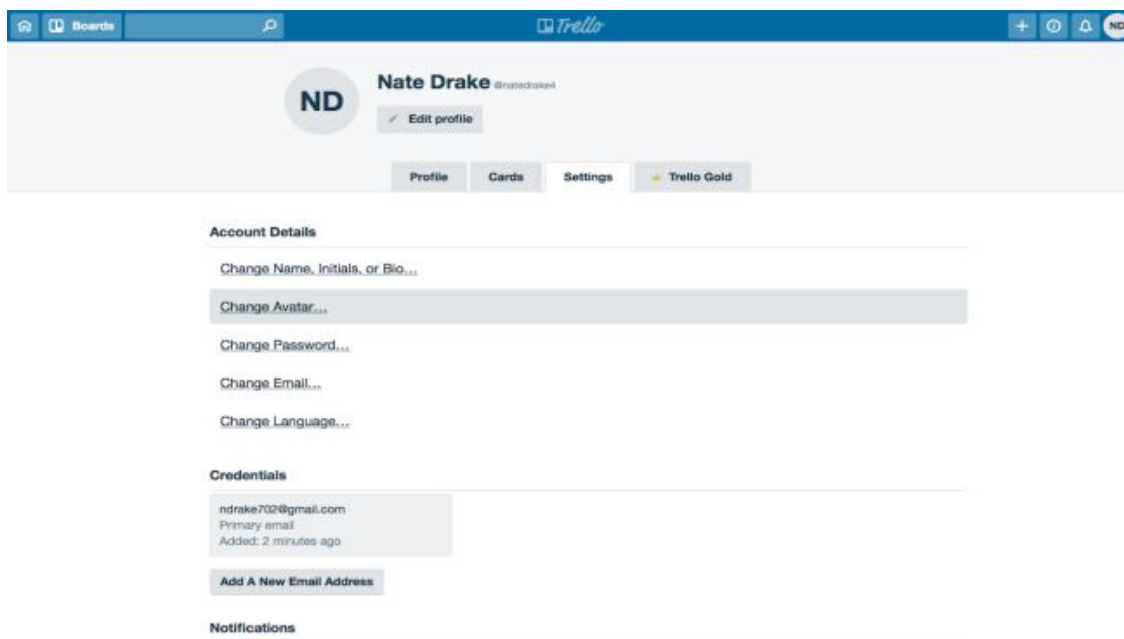 Boards
Trello
ND
Nate Drake @natedrake4
ND
Edit profile
Profile Cards Settings Trello Gold
Account Details
Change Name, Initials, or Bio...
Change Avatar...
Change Password...
Change Email...
Change Language...
Credentials
ndrake702@gmail.com
Primary email
Added: 2 minutes ago
Add A New Email Address
Notifications